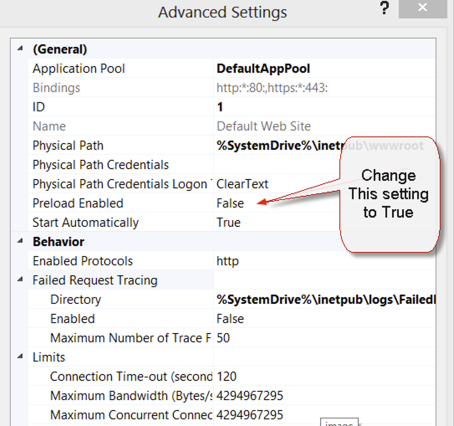 Advanced Settings ? ×
(General)
Application Pool DefaultAppPool
Bindings http:*:80:,https:*:443:
ID 1
Name Default Web Site
Physical Path %SystemDrive%\inetpub\wwwroot
Physical Path Credentials
Physical Path Credentials Logon T ClearText
Preload Enabled False
Start Automatically True
Change
This setting
to True
Behavior
Enabled Protocols http
Failed Request Tracing
Directory %SystemDrive%\inetpub\logs\FailedI
Enabled False
Maximum Number of Trace F 50
Limits
Connection Time-out (second 120
Maximum Bandwidth (Bytes/s 4294967295
Maximum Concurrent Connec 4294967295
image